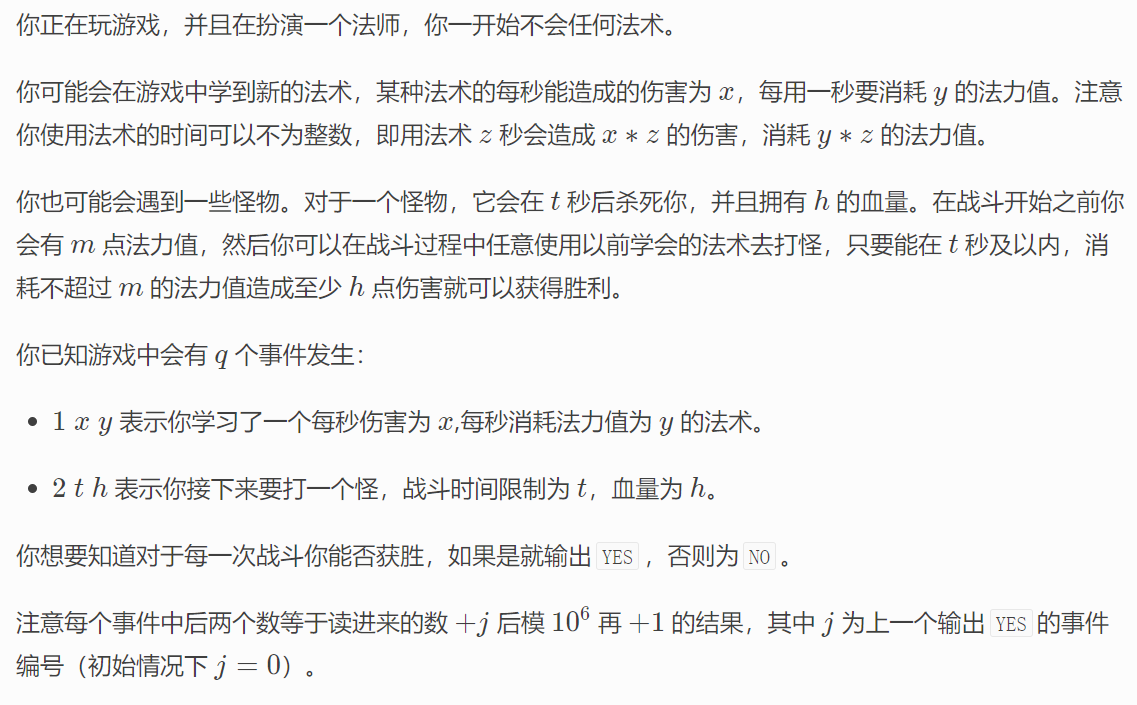 你正在玩游戏，并且在扮演一个法师，你一开始不会任何法术。
你可能会在游戏中学到新的法术，某种法术的每秒能造成的伤害为 x，每用一秒要消耗 y 的法力值。注意
你使用法术的时间可以不为整数，即用法术 z 秒会造成 x ∗ z 的伤害，消耗 y ∗ z 的法力值。
你也可能会遇到一些怪物。对于一个怪物，它会在 t 秒后杀死你，并且拥有 h 的血量。在战斗开始之前你
会有 m 点法力值，然后你可以在战斗过程中任意使用以前学会的法术去打怪，只要能在 t 秒及以内，消
耗不超过 m 的法力值造成至少 h 点伤害就可以获得胜利。
你已知游戏中会有 q 个事件发生：
• 1 x y 表示你学习了一个每秒伤害为 x,每秒消耗法力值为 y 的法术。
• 2 t h 表示你接下来要打一个怪，战斗时间限制为 t，血量为 h。
你想要知道对于每一次战斗你能否获胜，如果是就输出 YES ，否则为 NO 。
注意每个事件中后两个数等于读进来的数 +j 后模 10⁶ 再 +1 的结果，其中 j 为上一个输出 YES 的事件
编号（初始情况下 j = 0）。